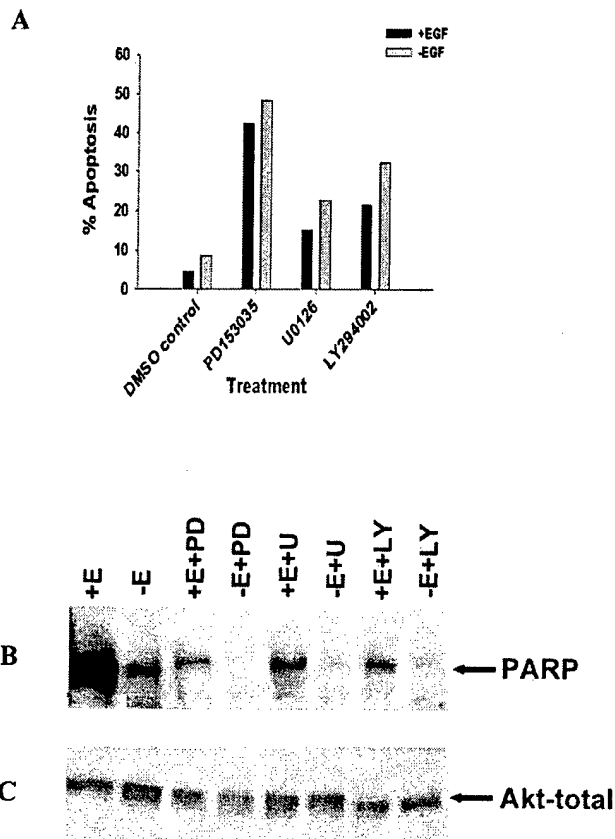 A
+EGF
-EGF
60
50
40
30
20
10
0
% Apoptosis
DMSO control
PD153035
U0126
LY294002
Treatment
+E
-E
+E+PD
-E+PD
+E+U
-E+U
+E+LY
-E+LY
B
PARP
C
Akt-total